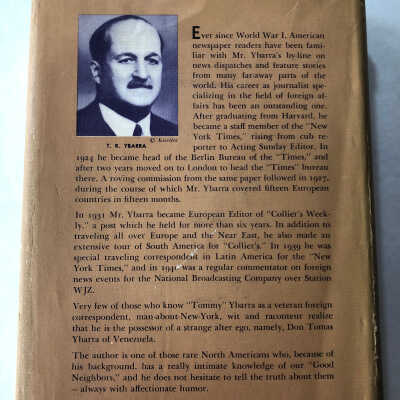 Ever since World War I, American
newspaper readers have been fami-
liar with Mr. Ybarra's by-line on
news dispatches and feature stories
from many far-away parts of the
world. His career as journalist spe-
cializing in the field of foreign af-
fairs has been an outstanding one.
After graduating from Harvard, he
became a staff member of the "New
York Times," rising from cub re-
T. R. YBARRA
porter to Acting Sunday Editor. In
1924 he became head of the Berlin Bureau of the "Times," and
after two years moved on to London to head the "Times" bureau
there. A roving commission from the same paper followed in 1927,
during the course of which Mr. Ybarra covered fifteen European
countries in fifteen months.
In 1931 Mr. Ybarra became European Editor of "Collier's Week-
ly," a post which he held for more than six years. In addition to
traveling all over Europe and the Near East, he also made an
extensive tour of South America for "Collier's." In 1939 he was
special traveling correspondent in Latin America for the "New
York Times," and in was a regular commentator on foreign
news events for the National Broadcasting Company over Station
WJZ.
Very few of those who know "Tommy" Ybarra as a veteran foreign
correspondent, man-about-New-York, wit and raconteur realize
that he is the possessor of a strange alter ego, namely, Don Tomas
Ybarra of Venezuela.
The author is one of those rare North Americans who, because of
his background, has a really intimate knowledge of our "Good
Neighbors," and he does not hesitate to tell the truth about them
— always with affectionate humor.